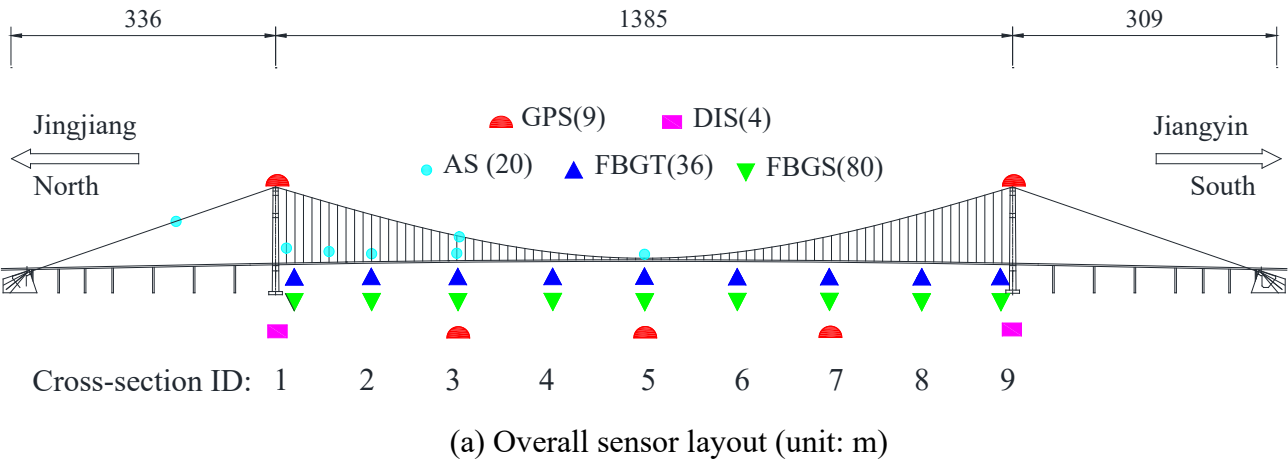 336 1385 309
GPS(9) DIS(4)
Jingjiang Jiangyin
AS (20) FBGT(36) FBGS(80)
North South
Cross-section ID: 1 2 3 4 5 6 7 8 9
(a) Overall sensor layout (unit: m)